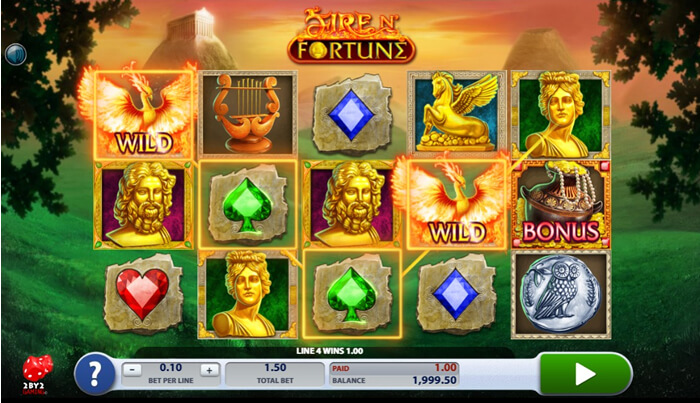 FIRE N'
FORTUNE
WILD
WILD
BONUS
LINE 4 WINS 1.00
2BY2
GAMING
?
- 0.10 +
BET PER LINE
1.50
TOTAL BET
PAID 1.00
BALANCE 1,999.50